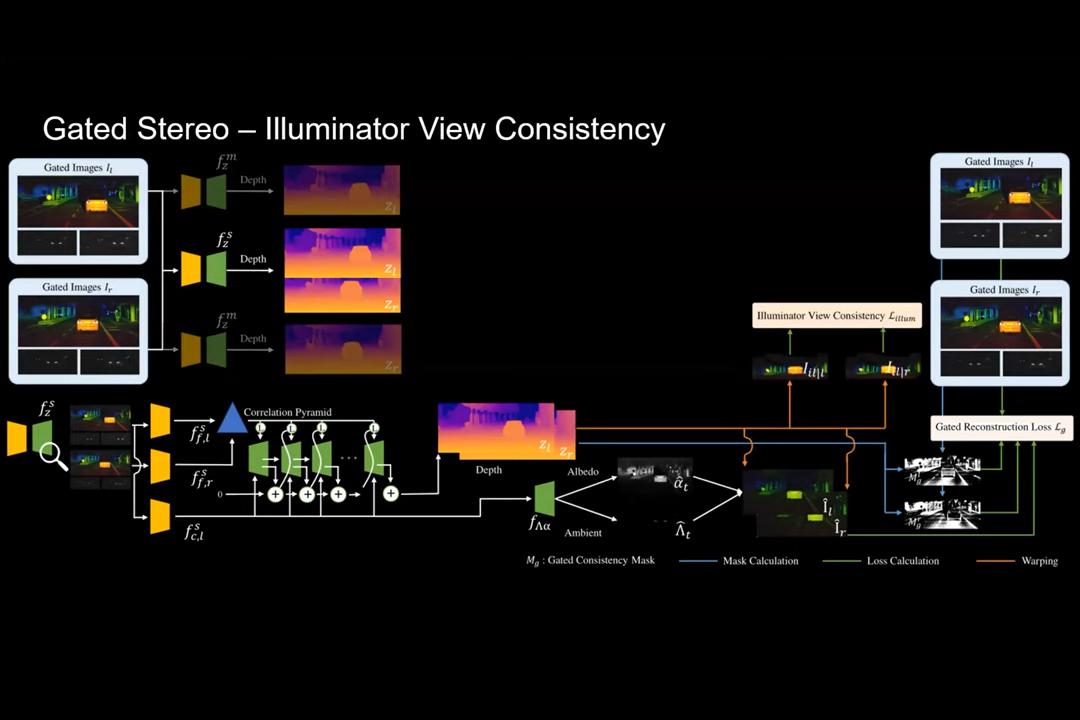 Gated Stereo – Illuminator View Consistency
Gated Images I_l
Gated Images I_r
f_z^m
Depth
z_l
f_z^s
Depth
z_l
z_r
f_z^m
Depth
z_r
Gated Images I_l
Gated Images I_r
Illuminator View Consistency ℒ_illum
Gated Reconstruction Loss ℒ_g
f_z^s
f_{f,l}^s
f_{f,r}^s
f_{c,l}^s
Correlation Pyramid
L
L
L
L
0
+
+
+
+
...
z_l
z_r
Depth
f_Λα
Albedo
Ambient
α̂_t
Λ̂_t
Î_l
Î_r
M_g : Gated Consistency Mask
Mask Calculation
Loss Calculation
Warping